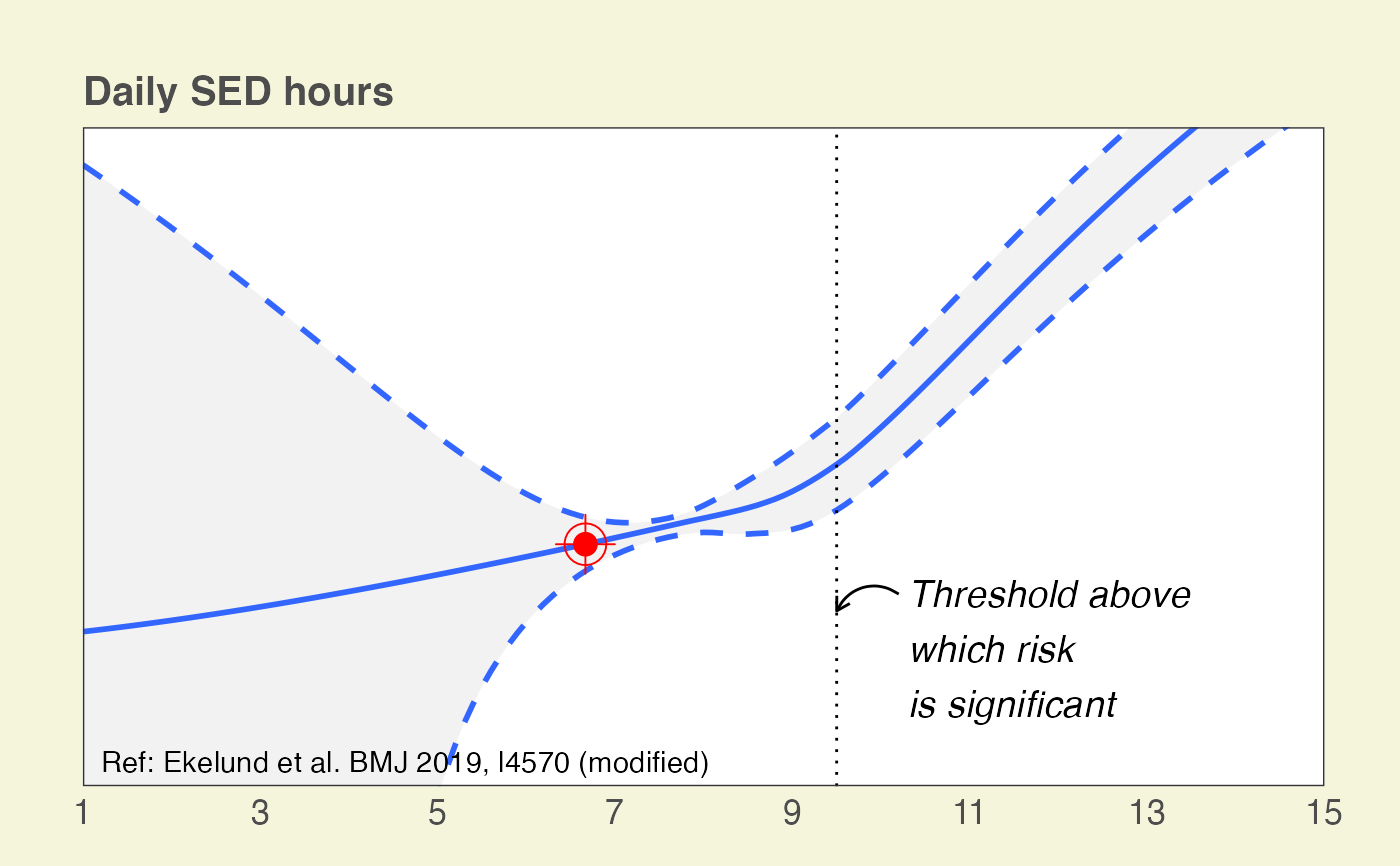 Daily SED hours
Threshold above
which risk
is significant
Ref: Ekelund et al. BMJ 2019, l4570 (modified)
1 3 5 7 9 11 13 15